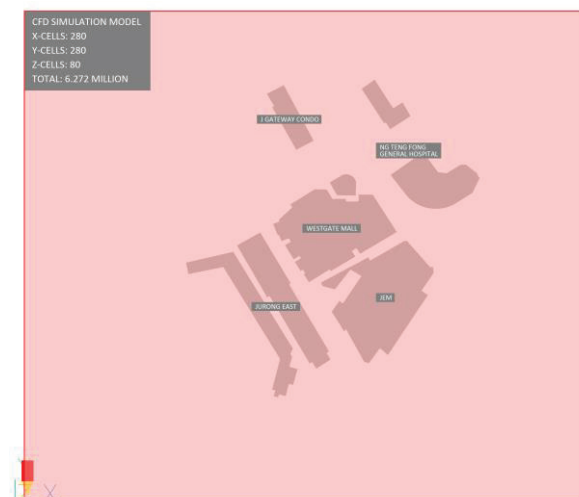 CFD SIMULATION MODEL
X-CELLS: 280
Y-CELLS: 280
Z-CELLS: 80
TOTAL: 6.272 MILLION
J GATEWAY CONDO
NG TENG FONG
GENERAL HOSPITAL
WESTGATE MALL
JURONG EAST
JEM
X